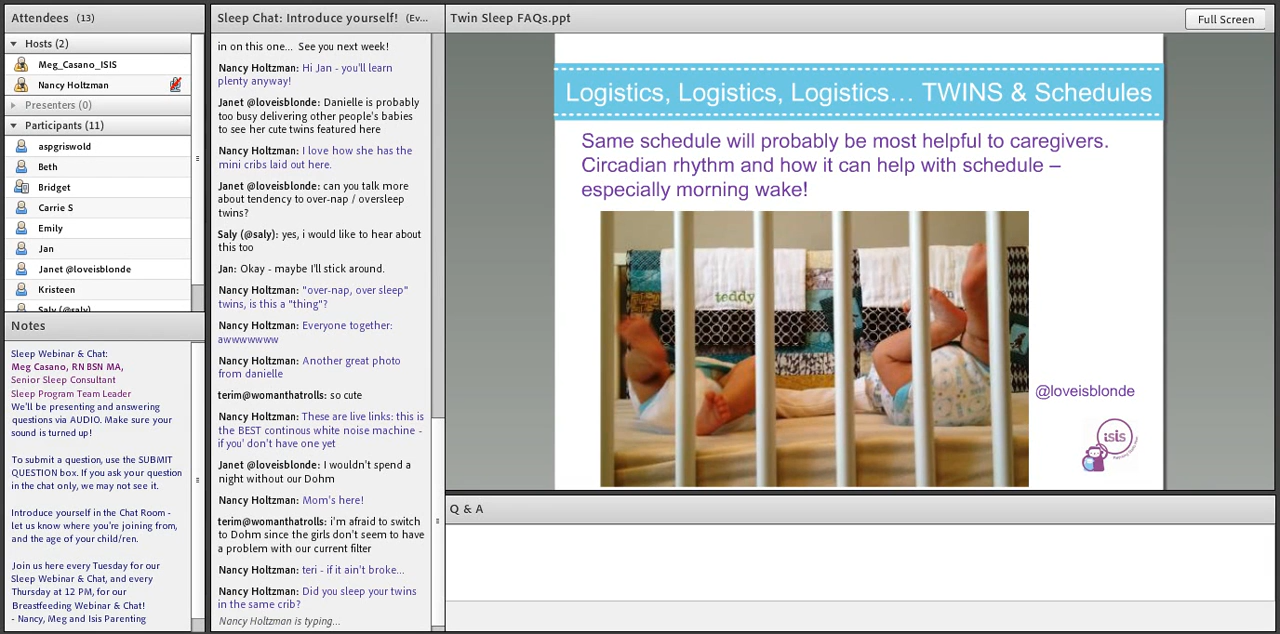 Attendees (13)
Hosts (2)
Meg_Casano_ISIS
Nancy Holtzman
Presenters (0)
Participants (11)
aspgriswold
Beth
Bridget
Carrie S
Emily
Jan
Janet @loveisblonde
Kristeen
Saly (@saly)
Notes
Sleep Webinar & Chat:
Meg Casano, RN BSN MA,
Senior Sleep Consultant
Sleep Program Team Leader
We'll be presenting and answering
questions via AUDIO. Make sure your
sound is turned up!
To submit a question, use the SUBMIT
QUESTION box. If you ask your question
in the chat only, we may not see it.
Introduce yourself in the Chat Room -
let us know where you're joining from,
and the age of your child/ren.
Join us here every Tuesday for our
Sleep Webinar & Chat, and every
Thursday at 12 PM, for our
Breastfeeding Webinar & Chat!
- Nancy, Meg and Isis Parenting
Sleep Chat: Introduce yourself! (Ev...
in on this one... See you next week!
Nancy Holtzman: Hi Jan - you'll learn
plenty anyway!
Janet @loveisblonde: Danielle is probably
too busy delivering other people's babies
to see her cute twins featured here
Nancy Holtzman: I love how she has the
mini cribs laid out here.
Janet @loveisblonde: can you talk more
about tendency to over-nap / oversleep
twins?
Saly (@saly): yes, i would like to hear about
this too
Jan: Okay - maybe I'll stick around.
Nancy Holtzman: "over-nap, over sleep"
twins, is this a "thing"?
Nancy Holtzman: Everyone together:
awwwwwww
Nancy Holtzman: Another great photo
from danielle
terim@womanthatrolls: so cute
Nancy Holtzman: These are live links: this is
the BEST continous white noise machine -
if you' don't have one yet
Janet @loveisblonde: I wouldn't spend a
night without our Dohm
Nancy Holtzman: Mom's here!
terim@womanthatrolls: i'm afraid to switch
to Dohm since the girls don't seem to have
a problem with our current filter
Nancy Holtzman: teri - if it ain't broke...
Nancy Holtzman: Did you sleep your twins
in the same crib?
Nancy Holtzman is typing...
Twin Sleep FAQs.ppt
Full Screen
Logistics, Logistics, Logistics... TWINS & Schedules
Same schedule will probably be most helpful to caregivers.
Circadian rhythm and how it can help with schedule –
especially morning wake!
teddy
@loveisblonde
isis
Q & A